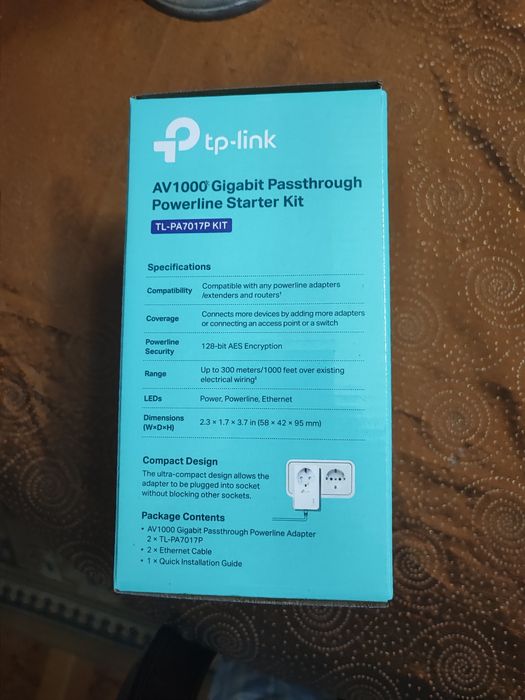 tp-link
AV1000 Gigabit Passthrough
Powerline Starter Kit
TL-PA7017P KIT
Specifications
Compatibility Compatible with any powerline adapters
/extenders and routers†
Coverage Connects more devices by adding more adapters
or connecting an access point or a switch
Powerline
Security 128-bit AES Encryption
Range Up to 300 meters/1000 feet over existing
electrical wiring‡
LEDs Power, Powerline, Ethernet
Dimensions
(W×D×H) 2.3 × 1.7 × 3.7 in (58 × 42 × 95 mm)
Compact Design
The ultra-compact design allows the
adapter to be plugged into socket
without blocking other sockets.
Package Contents
• AV1000 Gigabit Passthrough Powerline Adapter
2 × TL-PA7017P
• 2 × Ethernet Cable
• 1 × Quick Installation Guide